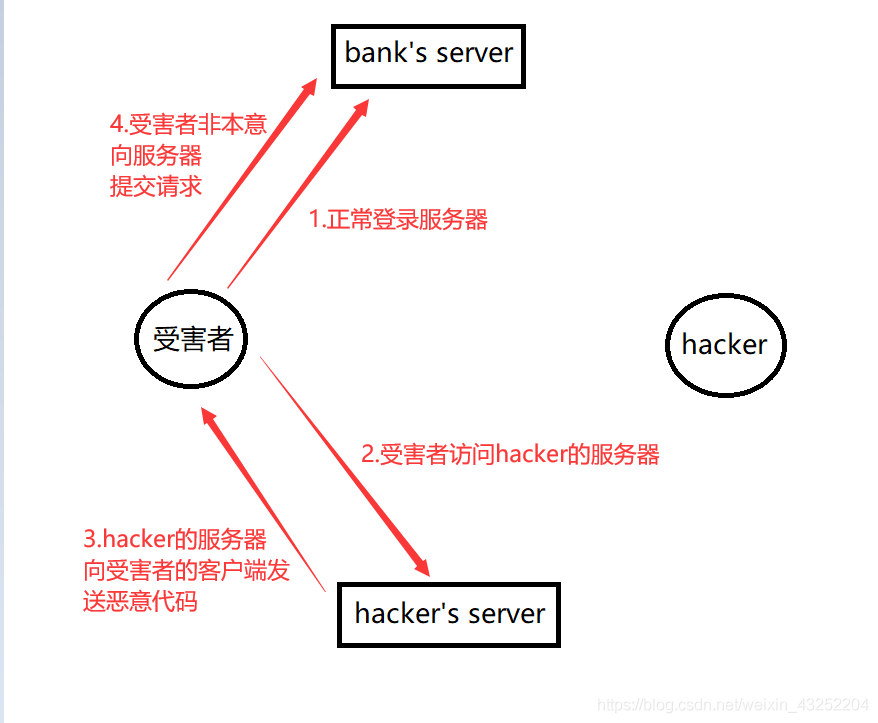 bank's server
4.受害者非本意
向服务器
提交请求
1.正常登录服务器
受害者
hacker
2.受害者访问hacker的服务器
3.hacker的服务器
向受害者的客户端发
送恶意代码
hacker's server
https://blog.csdn.net/weixin_43252204